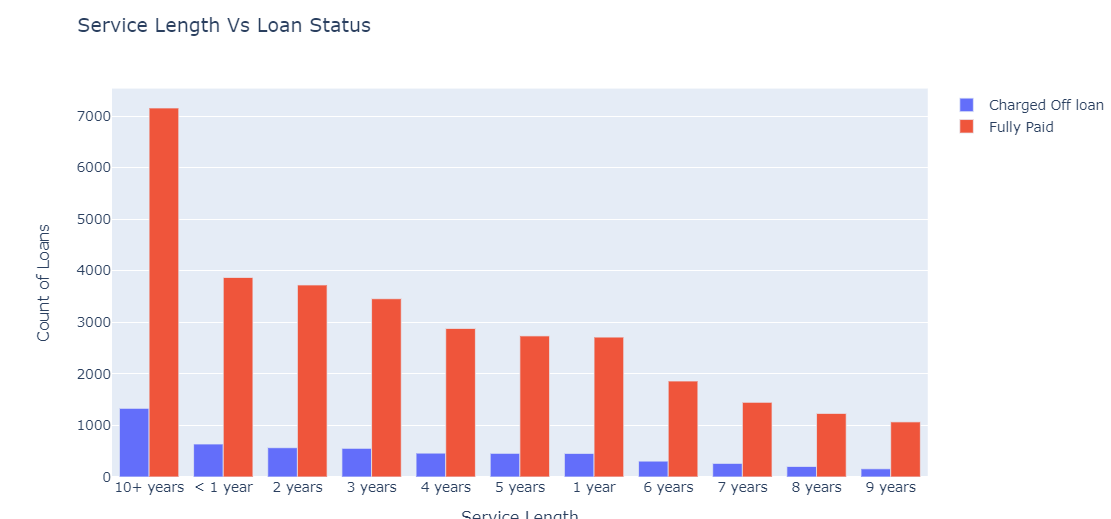 Service Length Vs Loan Status
Charged Off loan
Fully Paid
Count of Loans
7000
6000
5000
4000
3000
2000
1000
0
10+ years < 1 year 2 years 3 years 4 years 5 years 1 year 6 years 7 years 8 years 9 years
Service Length